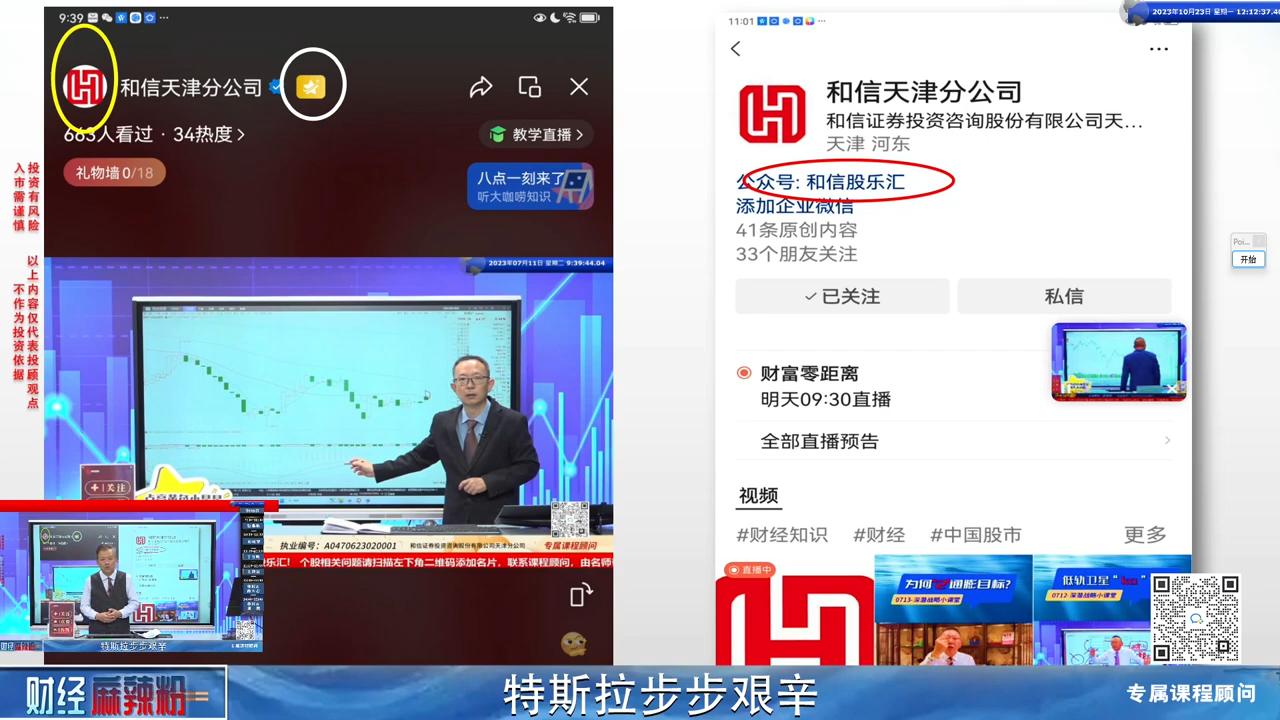 9:39
和信天津分公司
663人看过 · 34热度 >
教学直播 >
礼物墙0/18
八点一刻来了
听大咖唠知识
投资有风险
入市需谨慎
以上内容仅代表投顾观点
不作为投资依据
2023年07月11日 星期二 9:39:44.04
+关注
点亮黄色小星星
执业编号: A0470623020001
和信证券投资咨询股份有限公司天津分公司
专属课程顾问
乐汇! 个股相关问题请扫描左下角二维码添加名片,联系课程顾问,由名师
特斯拉步步艰辛
11:01
2023年10月23日 星期一 12:12:37.40
和信天津分公司
和信证券投资咨询股份有限公司天…
天津 河东
公众号: 和信股乐汇
添加企业微信
41条原创内容
33个朋友关注
已关注
私信
财富零距离
明天09:30直播
全部直播预告
视频
#财经知识 #财经 #中国股市
更多
直播中
0713-深潜战略小课堂
低轨卫星
0712-深潜战略小课堂
Poi...
开始
财经麻辣粉
特斯拉步步艰辛
专属课程顾问